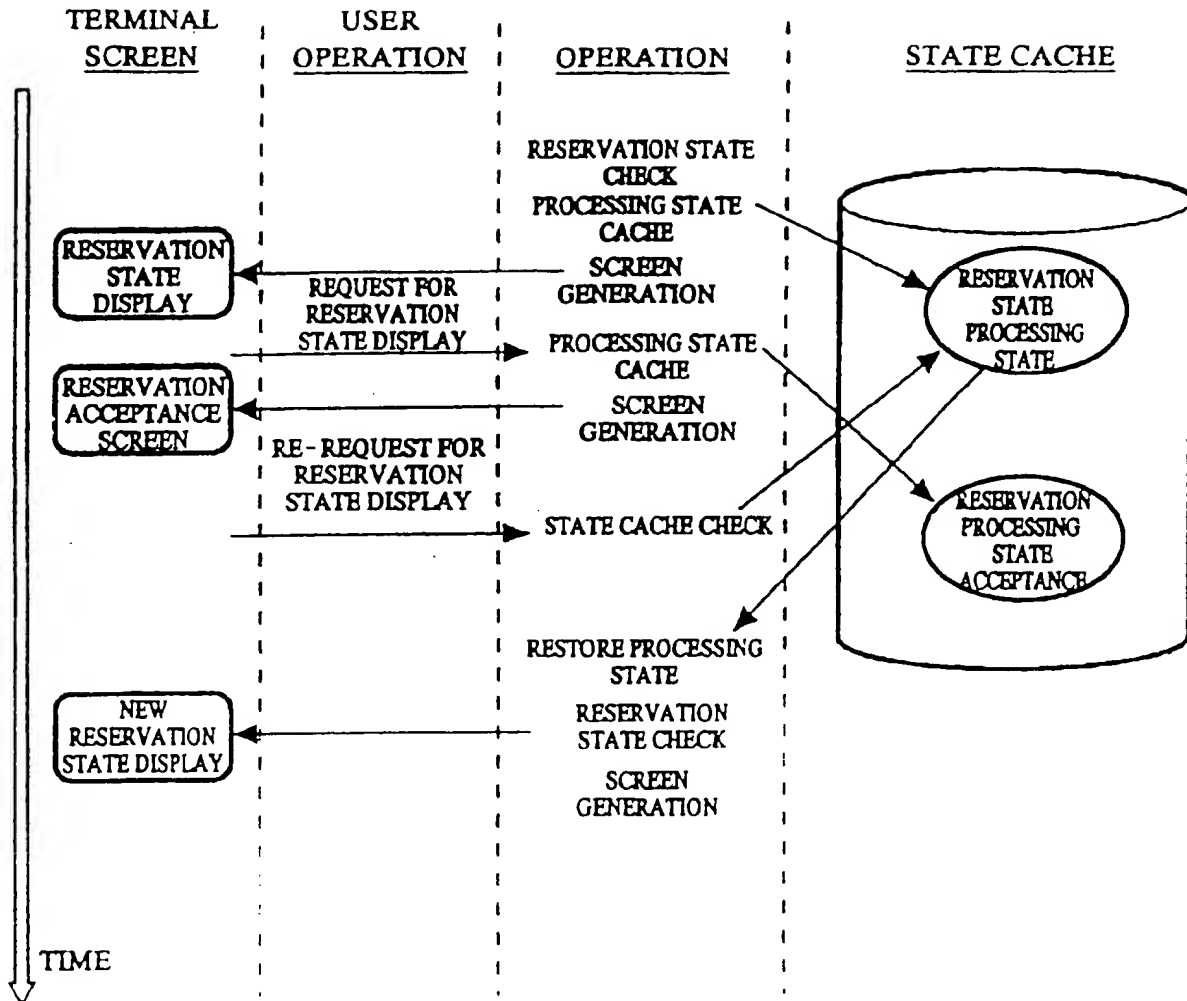 TERMINAL
SCREEN
USER
OPERATION
OPERATION
STATE CACHE
RESERVATION STATE
CHECK
PROCESSING STATE
CACHE
SCREEN
GENERATION
RESERVATION
STATE
DISPLAY
REQUEST FOR
RESERVATION
STATE DISPLAY
RESERVATION
STATE
PROCESSING
STATE
PROCESSING STATE
CACHE
SCREEN
GENERATION
RESERVATION
ACCEPTANCE
SCREEN
RE-REQUEST FOR
RESERVATION
STATE DISPLAY
STATE CACHE CHECK
RESERVATION
PROCESSING
STATE
ACCEPTANCE
RESTORE PROCESSING
STATE
RESERVATION
STATE CHECK
SCREEN
GENERATION
NEW
RESERVATION
STATE DISPLAY
TIME